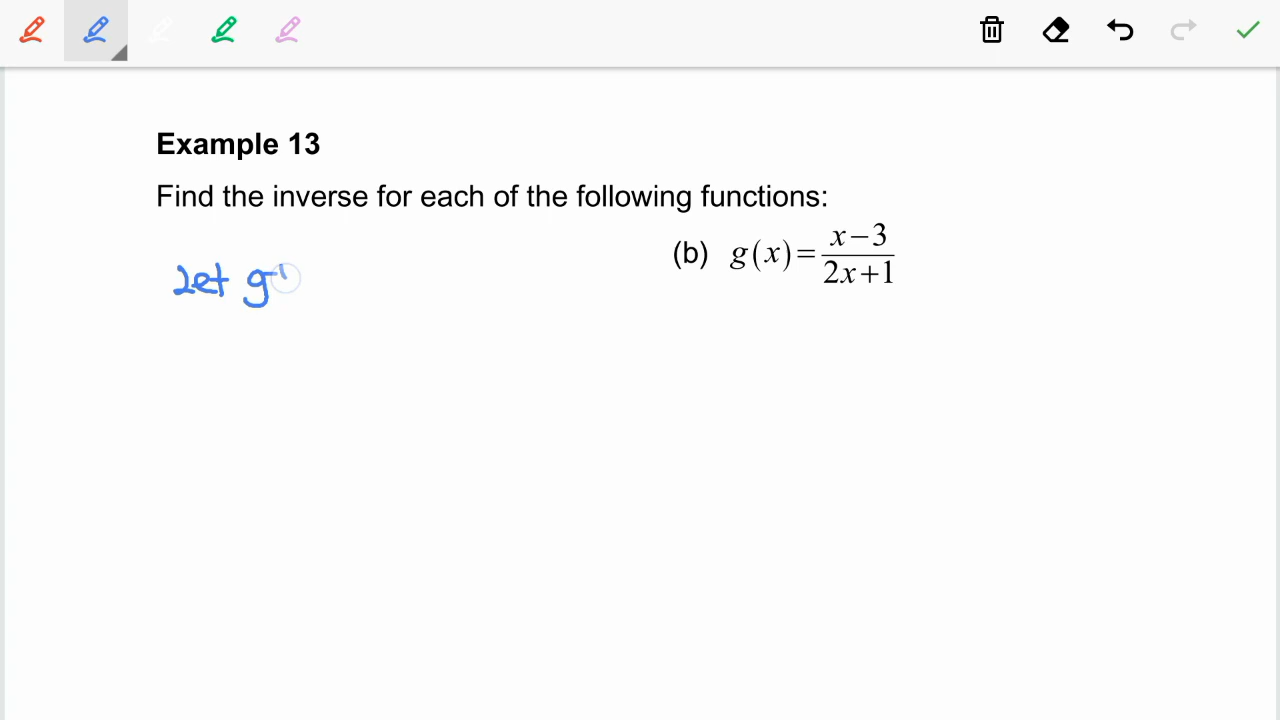 Example 13
Find the inverse for each of the following functions:
(b) g(x) = (x−3)/(2x+1)
let g⁻¹